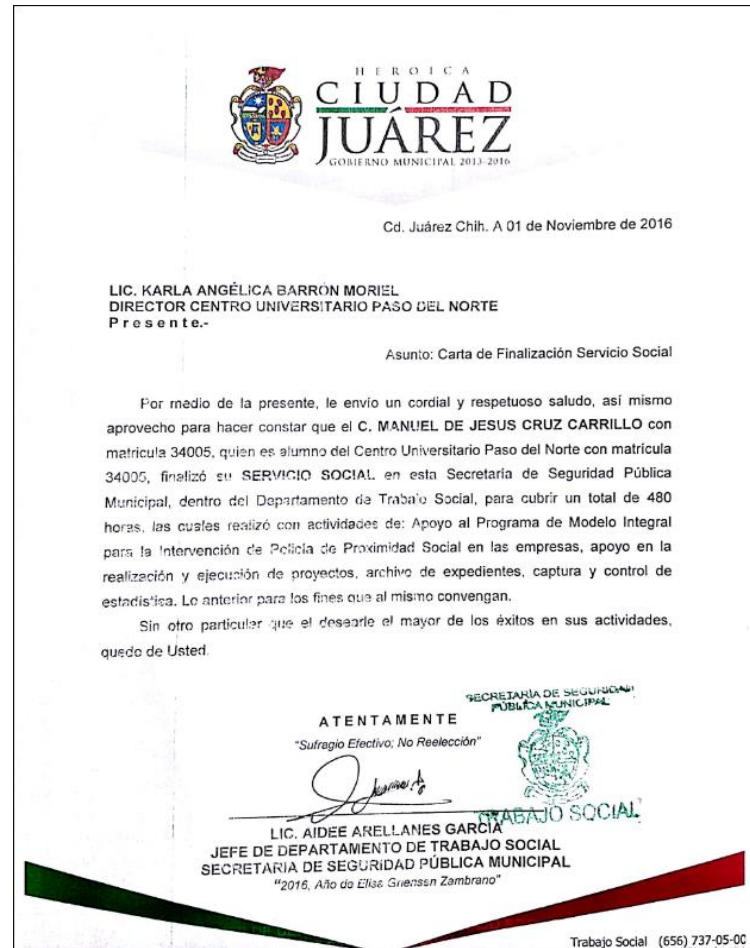 HEROICA
CIUDAD
JUÁREZ
GOBIERNO MUNICIPAL 2013-2016
Cd. Juárez Chih. A 01 de Noviembre de 2016
LIC. KARLA ANGÉLICA BARRÓN MORIEL
DIRECTOR CENTRO UNIVERSITARIO PASO DEL NORTE
Presente.-
Asunto: Carta de Finalización Servicio Social
Por medio de la presente, le envío un cordial y respetuoso saludo, así mismo
aprovecho para hacer constar que el C. MANUEL DE JESUS CRUZ CARRILLO con
matricula 34005, quien es alumno del Centro Universitario Paso del Norte con matrícula
34005, finalizó su SERVICIO SOCIAL en esta Secretaría de Seguridad Pública
Municipal, dentro del Departamento de Trabajo Social, para cubrir un total de 480
horas, las cuales realizó con actividades de: Apoyo al Programa de Modelo Integral
para la Intervención de Policía de Proximidad Social en las empresas, apoyo en la
realización y ejecución de proyectos, archivo de expedientes, captura y control de
estadística. Lo anterior para los fines que al mismo convengan.
Sin otro particular que el desearle el mayor de los éxitos en sus actividades,
quedo de Usted.
SECRETARÍA DE SEGURIDAD
PÚBLICA MUNICIPAL
ATENTAMENTE
"Sufragio Efectivo; No Reelección"
TRABAJO SOCIAL
LIC. AIDEE ARELLANES GARCÍA
JEFE DE DEPARTAMENTO DE TRABAJO SOCIAL
SECRETARIA DE SEGURIDAD PÚBLICA MUNICIPAL
"2016, Año de Elisa Griensen Zambrano"
Trabajo Social (656) 737-05-00